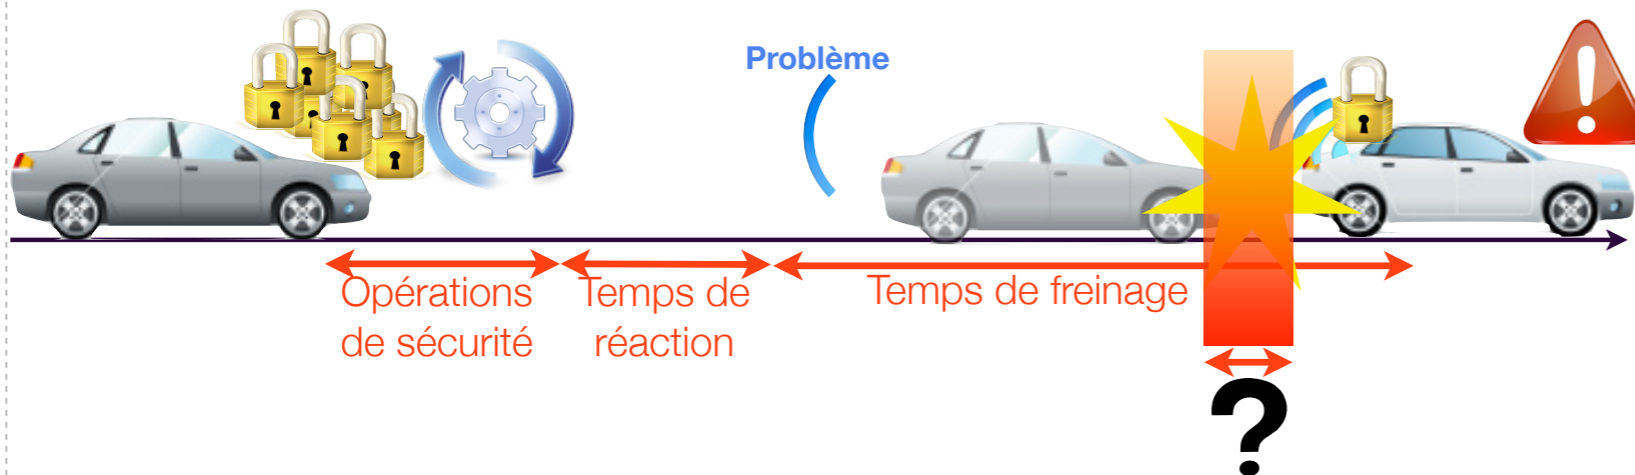 Problème
Opérations
de sécurité
Temps de
réaction
Temps de freinage
?